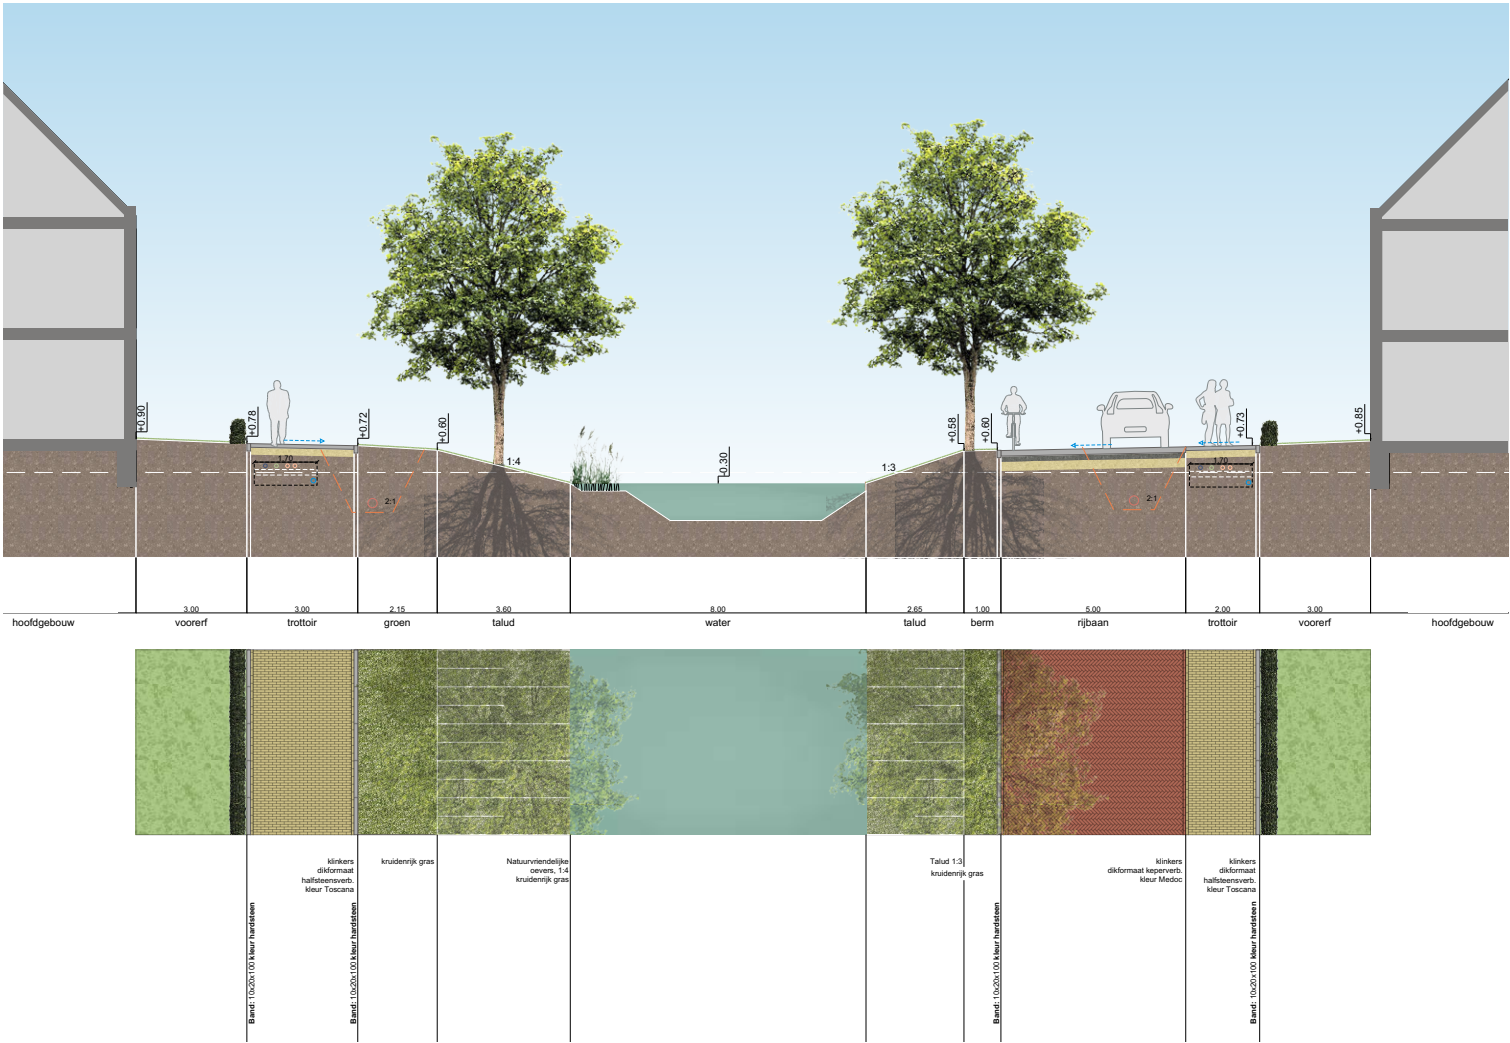 +0.90
+0.78
+0.72
+0.60
1:4
-0.30
1:3
+0.58
+0.60
+0.73
+0.85
1.70
2:1
2:1
1.70
3.00 3.00 2.15 3.60 8.00 2.65 1.00 5.00 2.00 3.00
hoofdgebouw voorerf trottoir groen talud water talud berm rijbaan trottoir voorerf hoofdgebouw
klinkers
dikformaat
halfsteensverb.
kleur Toscana
kruidenrijk gras
Natuurvriendelijke
oevers, 1:4
kruidenrijk gras
Talud 1:3
kruidenrijk gras
klinkers
dikformaat keperverb.
kleur Medoc
klinkers
dikformaat
halfsteensverb.
kleur Toscana
Band: 10x20x100 kleur hardsteen
Band: 10x20x100 kleur hardsteen
Band: 10x20x100 kleur hardsteen
Band: 10x20x100 kleur hardsteen